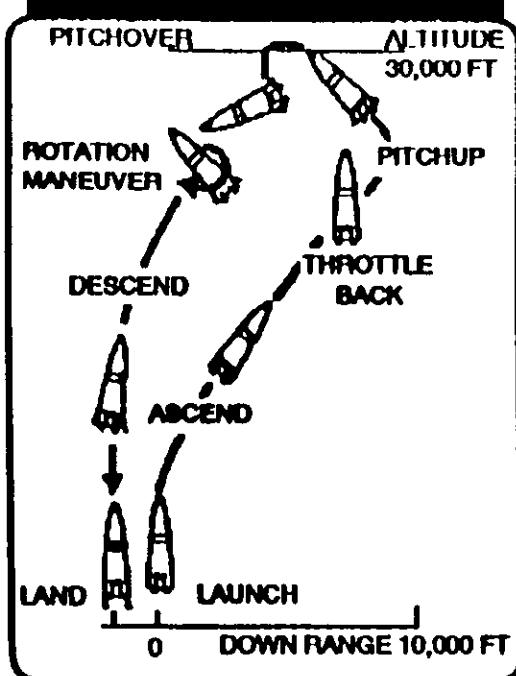 PITCHOVER
ALTITUDE
30,000 FT
ROTATION
MANEUVER
PITCHUP
THROTTLE
BACK
DESCEND
ASCEND
LAND
LAUNCH
0
DOWN RANGE 10,000 FT